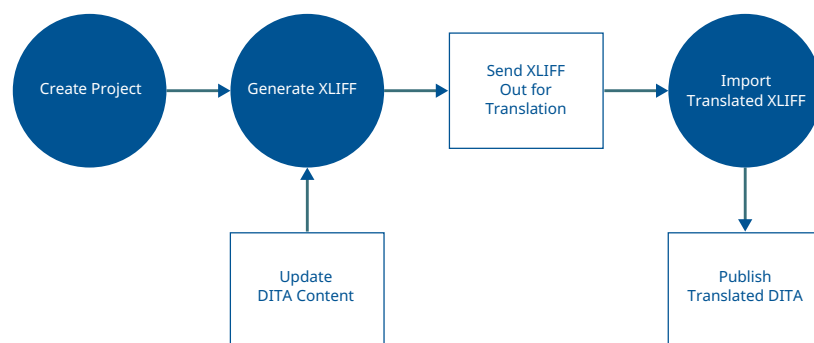 Create Project
Generate XLIFF
Send XLIFF
Out for
Translation
Import
Translated XLIFF
Update
DITA Content
Publish
Translated DITA